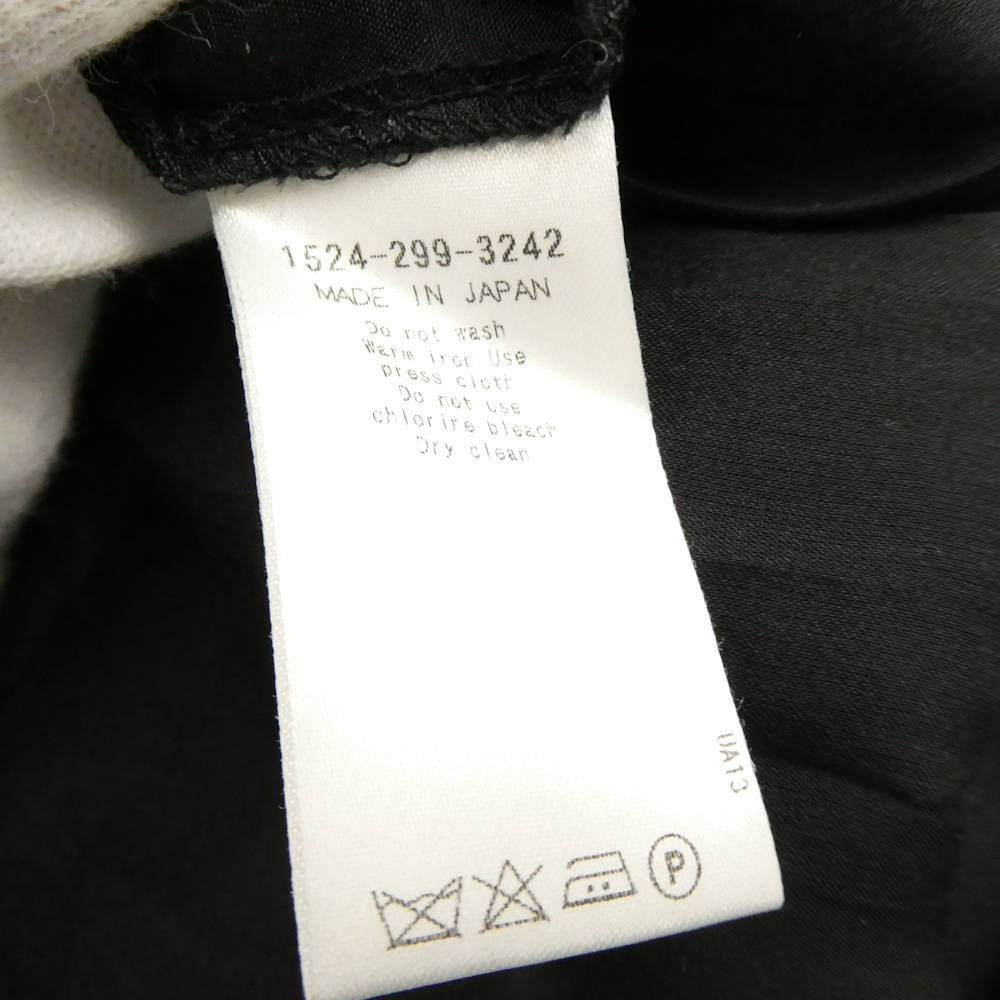 1524-299-3242
MADE IN JAPAN
Do not wash
Warm iron Use
press cloth
Do not use
chlorine bleach
Dry clean
UA13
P